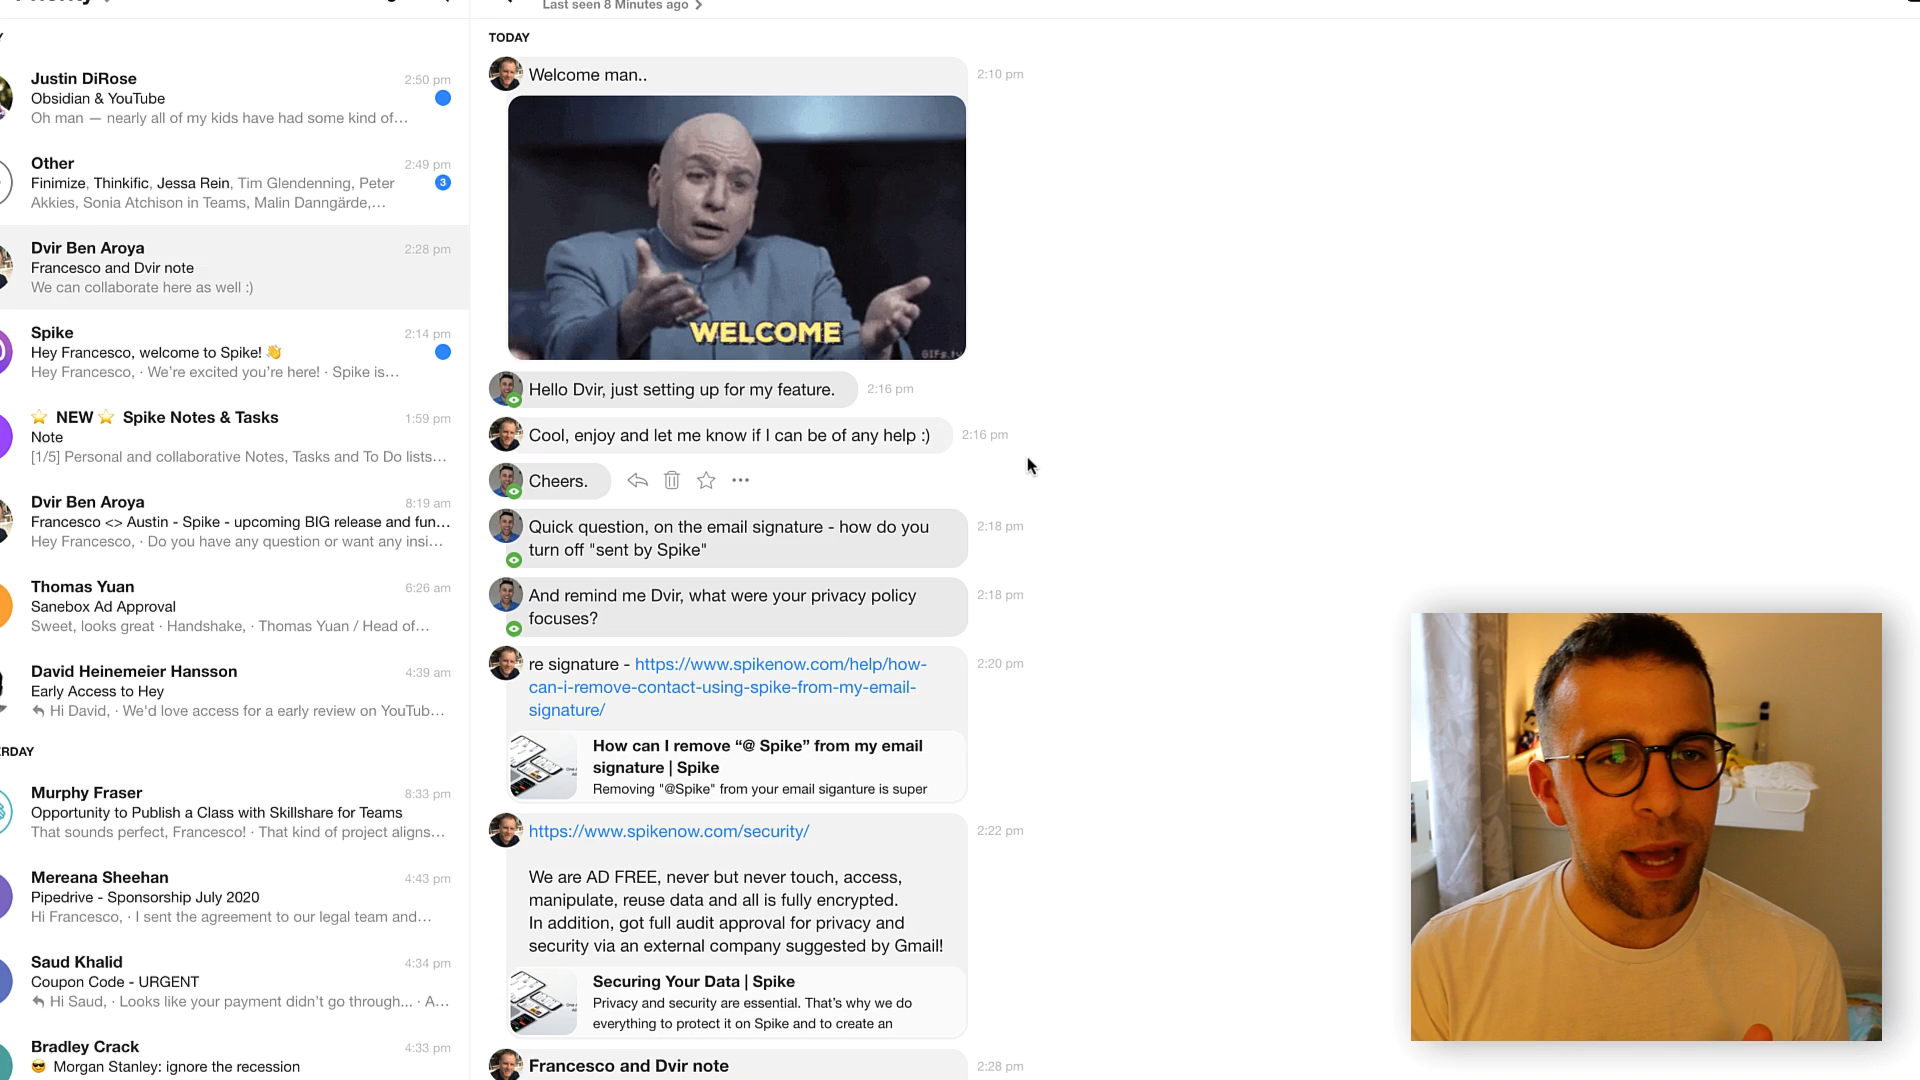 Last seen 8 Minutes ago
Justin DiRose
2:50 pm
Obsidian & YouTube
Oh man — nearly all of my kids have had some kind of…
Other
2:49 pm
Finimize, Thinkific, Jessa Rein, Tim Glendenning, Peter
3
Akkies, Sonia Atchison in Teams, Malin Danngärde,…
Dvir Ben Aroya
2:28 pm
Francesco and Dvir note
We can collaborate here as well :)
Spike
2:14 pm
Hey Francesco, welcome to Spike! 👋
Hey Francesco, · We're excited you're here! · Spike is…
⭐ NEW ⭐ Spike Notes & Tasks
1:59 pm
Note
[1/5] Personal and collaborative Notes, Tasks and To Do lists…
Dvir Ben Aroya
8:19 am
Francesco <> Austin - Spike - upcoming BIG release and fun…
Hey Francesco, · Do you have any question or want any insi…
Thomas Yuan
6:26 am
Sanebox Ad Approval
Sweet, looks great · Handshake, · Thomas Yuan / Head of…
David Heinemeier Hansson
4:39 am
Early Access to Hey
Hi David, · We'd love access for a early review on YouTub…
ERDAY
Murphy Fraser
8:33 pm
Opportunity to Publish a Class with Skillshare for Teams
That sounds perfect, Francesco! · That kind of project aligns…
Mereana Sheehan
4:43 pm
Pipedrive - Sponsorship July 2020
Hi Francesco, · I sent the agreement to our legal team and…
Saud Khalid
4:34 pm
Coupon Code - URGENT
Hi Saud, · Looks like your payment didn't go through... · A…
Bradley Crack
4:33 pm
😎 Morgan Stanley: ignore the recession
TODAY
Welcome man..
2:10 pm
WELCOME
GIFs.tv
Hello Dvir, just setting up for my feature.
2:16 pm
Cool, enjoy and let me know if I can be of any help :)
2:16 pm
Cheers.
Quick question, on the email signature - how do you
turn off "sent by Spike"
2:18 pm
And remind me Dvir, what were your privacy policy
focuses?
2:18 pm
re signature - https://www.spikenow.com/help/how-
can-i-remove-contact-using-spike-from-my-email-
signature/
2:20 pm
How can I remove “@ Spike” from my email
signature | Spike
Removing "@Spike" from your email siganture is super
https://www.spikenow.com/security/
2:22 pm
We are AD FREE, never but never touch, access,
manipulate, reuse data and all is fully encrypted.
In addition, got full audit approval for privacy and
security via an external company suggested by Gmail!
Securing Your Data | Spike
Privacy and security are essential. That's why we do
everything to protect it on Spike and to create an
Francesco and Dvir note
2:28 pm